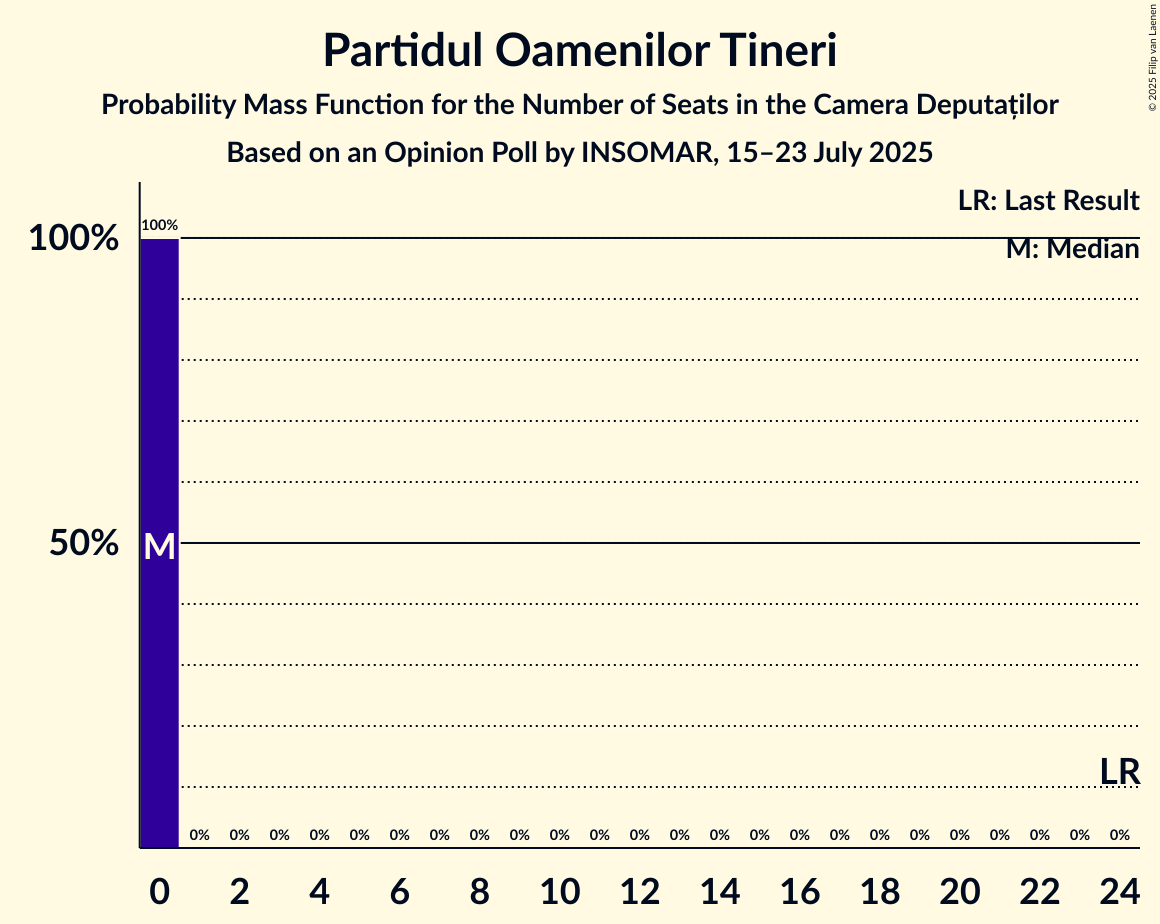 Partidul Oamenilor Tineri
Probability Mass Function for the Number of Seats in the Camera Deputaților
Based on an Opinion Poll by INSOMAR, 15–23 July 2025
© 2025 Filip van Laenen
LR: Last Result
M: Median
100%
100%
50%
M
LR
0% 0% 0% 0% 0% 0% 0% 0% 0% 0% 0% 0% 0% 0% 0% 0% 0% 0% 0% 0% 0% 0% 0% 0%
0 2 4 6 8 10 12 14 16 18 20 22 24